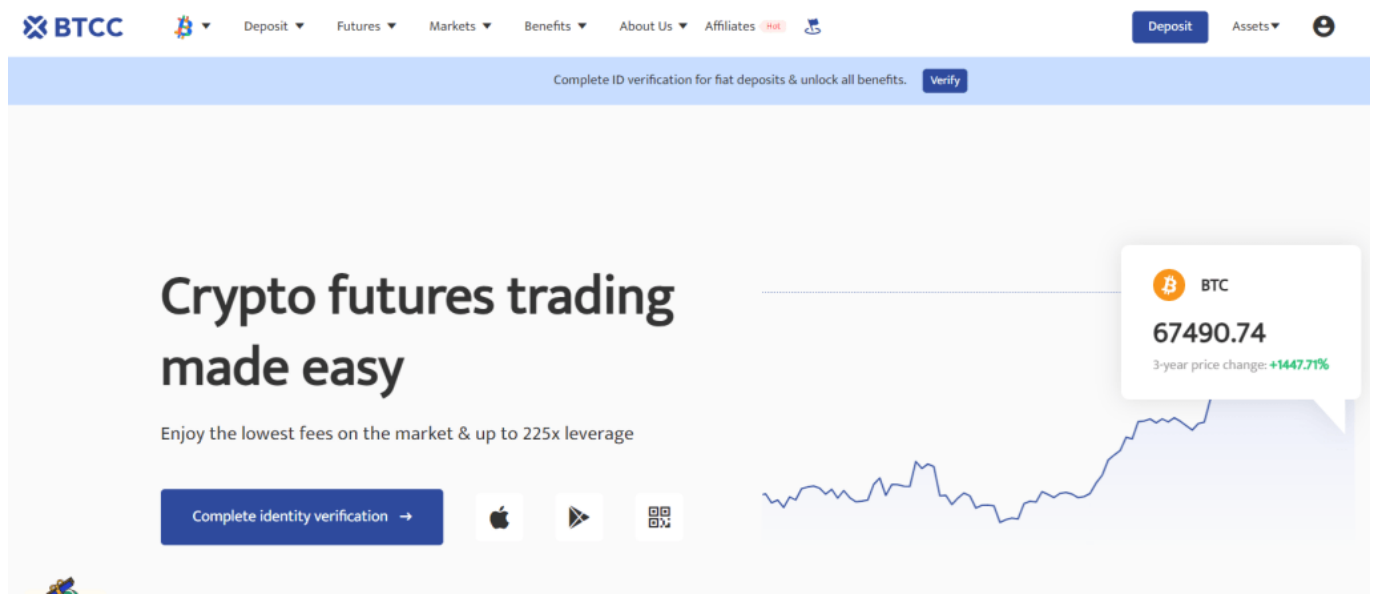 BTCC
Deposit
Futures
Markets
Benefits
About Us
Affiliates Hot
Deposit
Assets
Complete ID verification for fiat deposits & unlock all benefits.
Verify
Crypto futures trading
made easy
Enjoy the lowest fees on the market & up to 225x leverage
Complete identity verification →
BTC
67490.74
3-year price change: +1447.71%